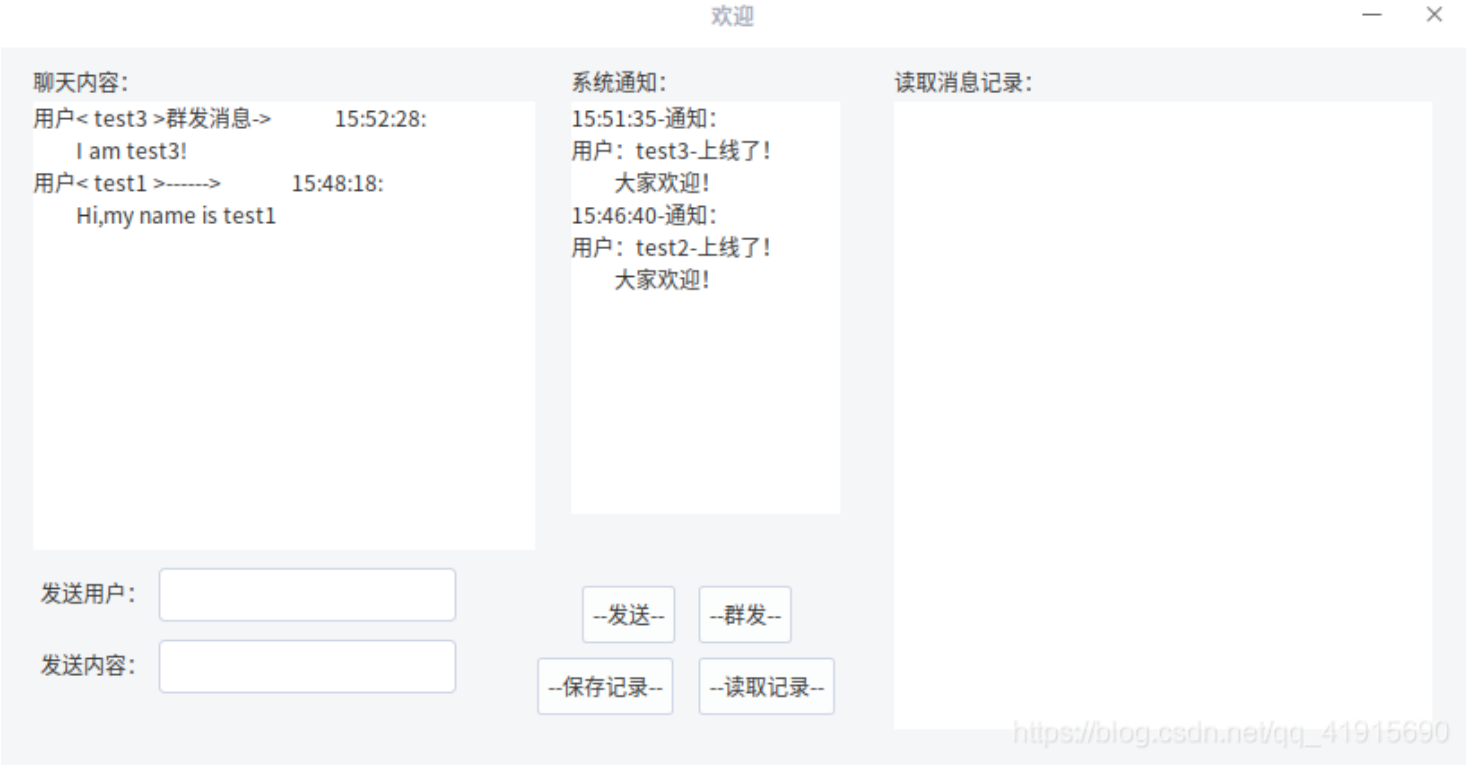 欢迎
聊天内容：
用户< test3 >群发消息-> 15:52:28:
I am test3!
用户< test1 >------> 15:48:18:
Hi,my name is test1
系统通知：
15:51:35-通知：
用户：test3-上线了！
大家欢迎！
15:46:40-通知：
用户：test2-上线了！
大家欢迎！
读取消息记录：
发送用户：
发送内容：
--发送--
--群发--
--保存记录--
--读取记录--
https://blog.csdn.net/qq_41915690